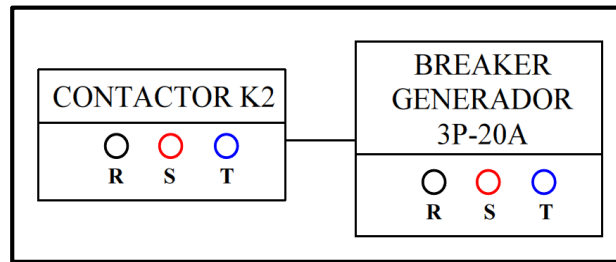 CONTACTOR K2
R S T
BREAKER
GENERADOR
3P-20A
R S T